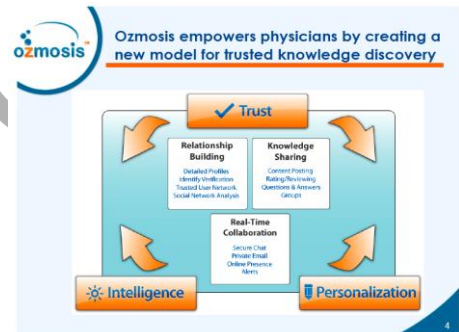 ozmosis™
Ozmosis empowers physicians by creating a
new model for trusted knowledge discovery
Trust
Relationship
Building
Detailed Profiles
Identify Verification
Trusted User Network
Social Network Analysis
Knowledge
Sharing
Content Posting
Rating/Reviewing
Questions & Answers
Groups
Real-Time
Collaboration
Secure Chat
Private Email
Online Presence
Alerts
Intelligence
Personalization
4